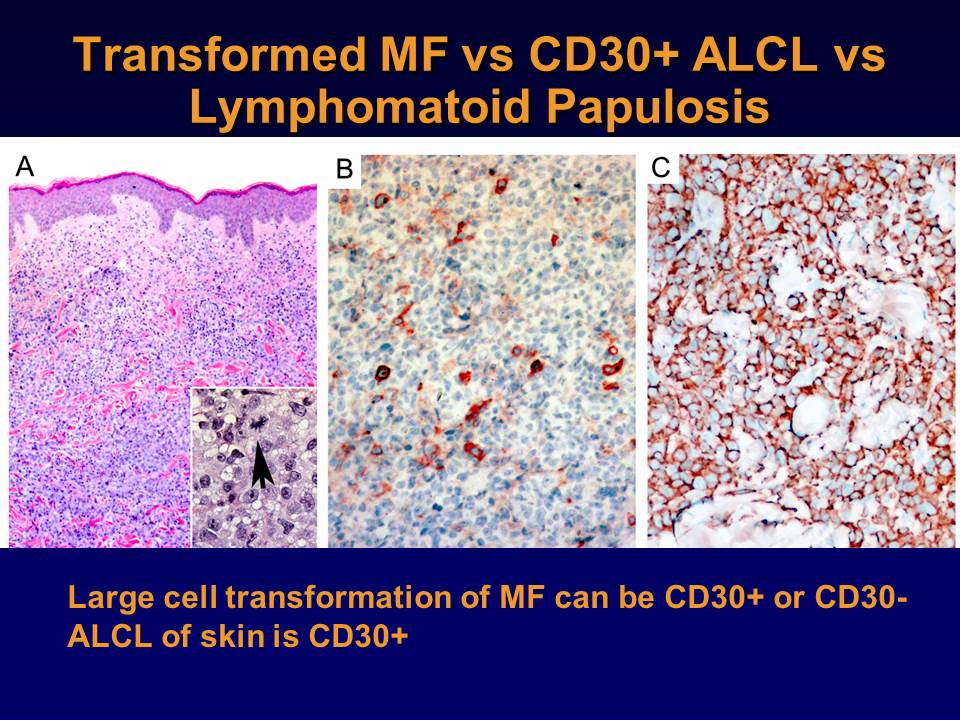 Transformed MF vs CD30+ ALCL vs
Lymphomatoid Papulosis
A
B
C
Large cell transformation of MF can be CD30+ or CD30-
ALCL of skin is CD30+